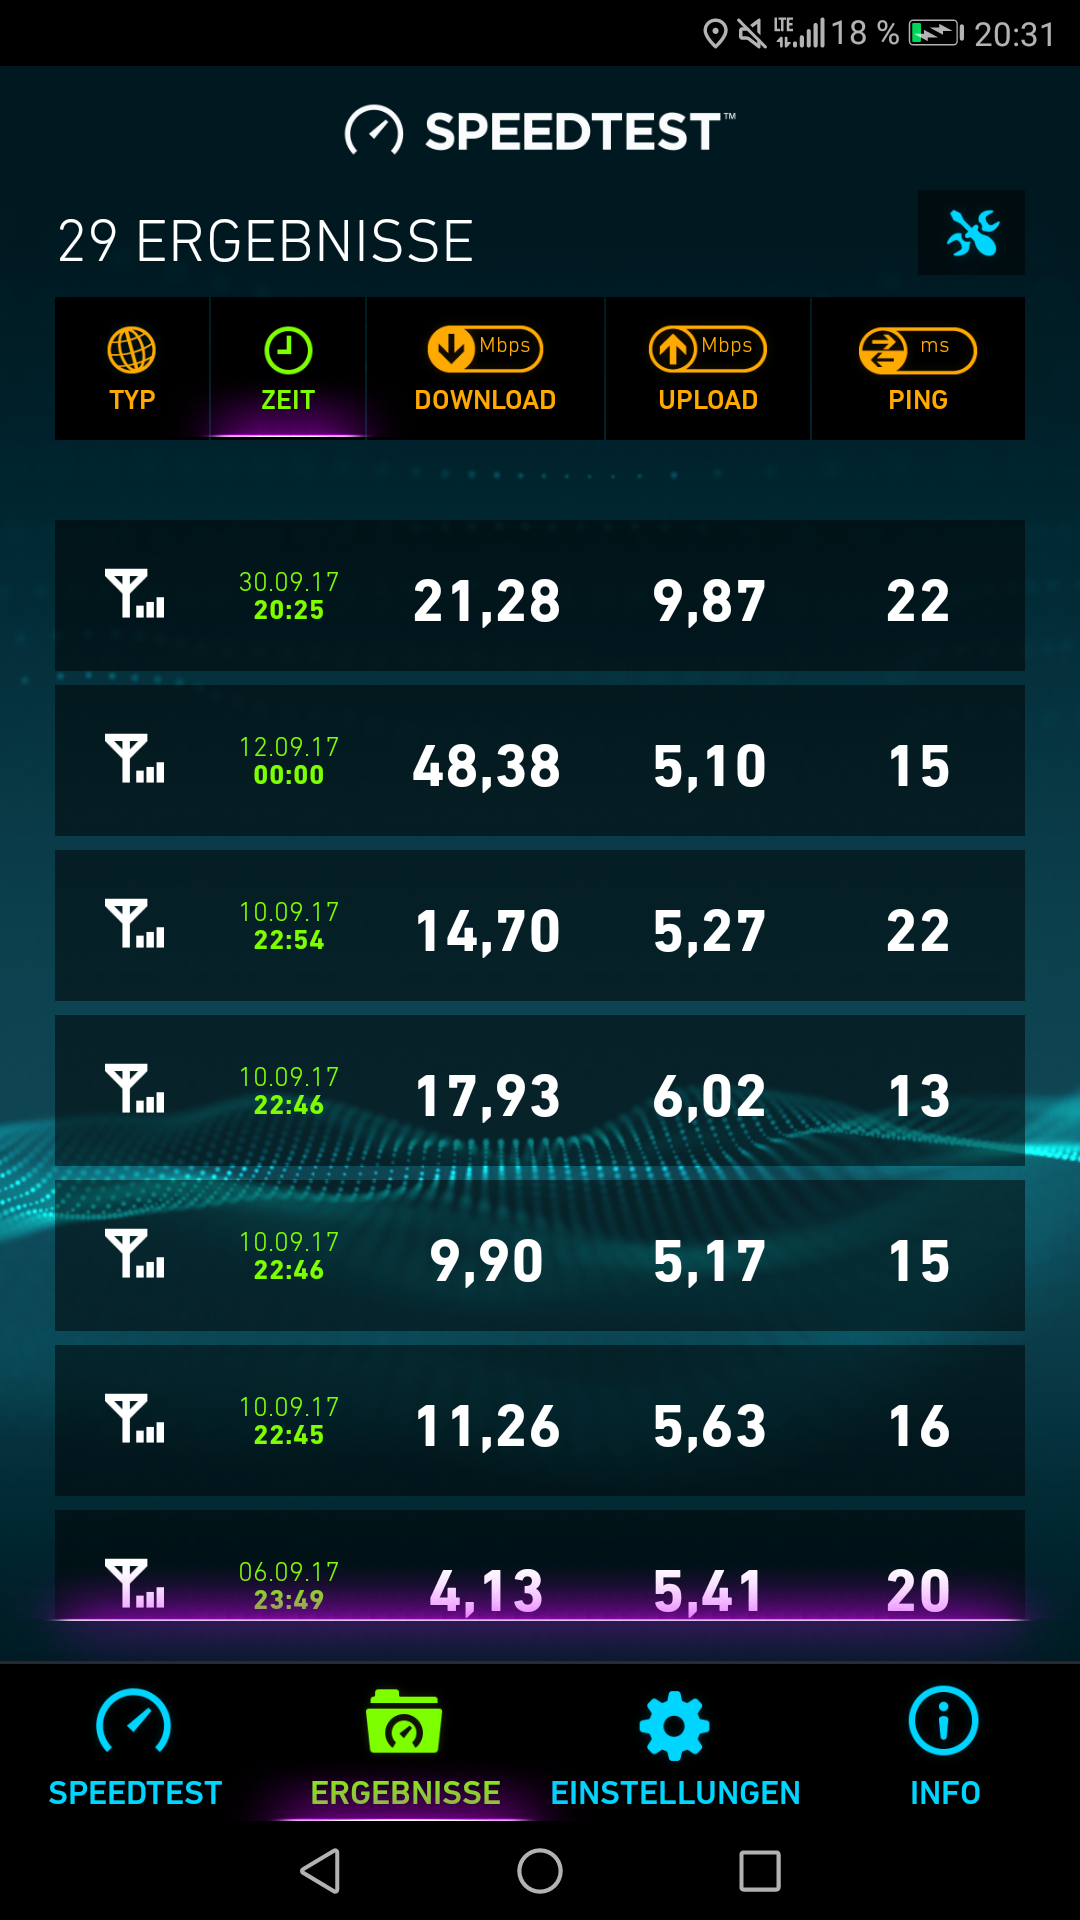 LTE 18 % 20:31
SPEEDTEST™
29 ERGEBNISSE
Mbps Mbps ms
TYP ZEIT DOWNLOAD UPLOAD PING
30.09.17
20:25 21,28 9,87 22
12.09.17
00:00 48,38 5,10 15
10.09.17
22:54 14,70 5,27 22
10.09.17
22:46 17,93 6,02 13
10.09.17
22:46 9,90 5,17 15
10.09.17
22:45 11,26 5,63 16
06.09.17
23:49 4,13 5,41 20
SPEEDTEST ERGEBNISSE EINSTELLUNGEN INFO